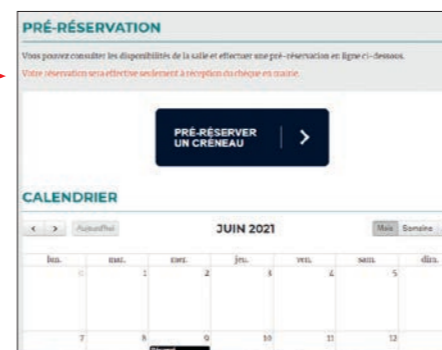 PRÉ-RÉSERVATION
Vous pouvez consulter les disponibilités de la salle et effectuer une pré-réservation en ligne ci-dessous.
Votre réservation sera effective seulement à réception du chèque en mairie.
PRÉ-RÉSERVER
UN CRÉNEAU
CALENDRIER
Aujourd'hui JUIN 2021 Mois Semaine
lun. mar. mer. jeu. ven. sam. dim.
1 2 3 4 5
7 8 9 10 11 12